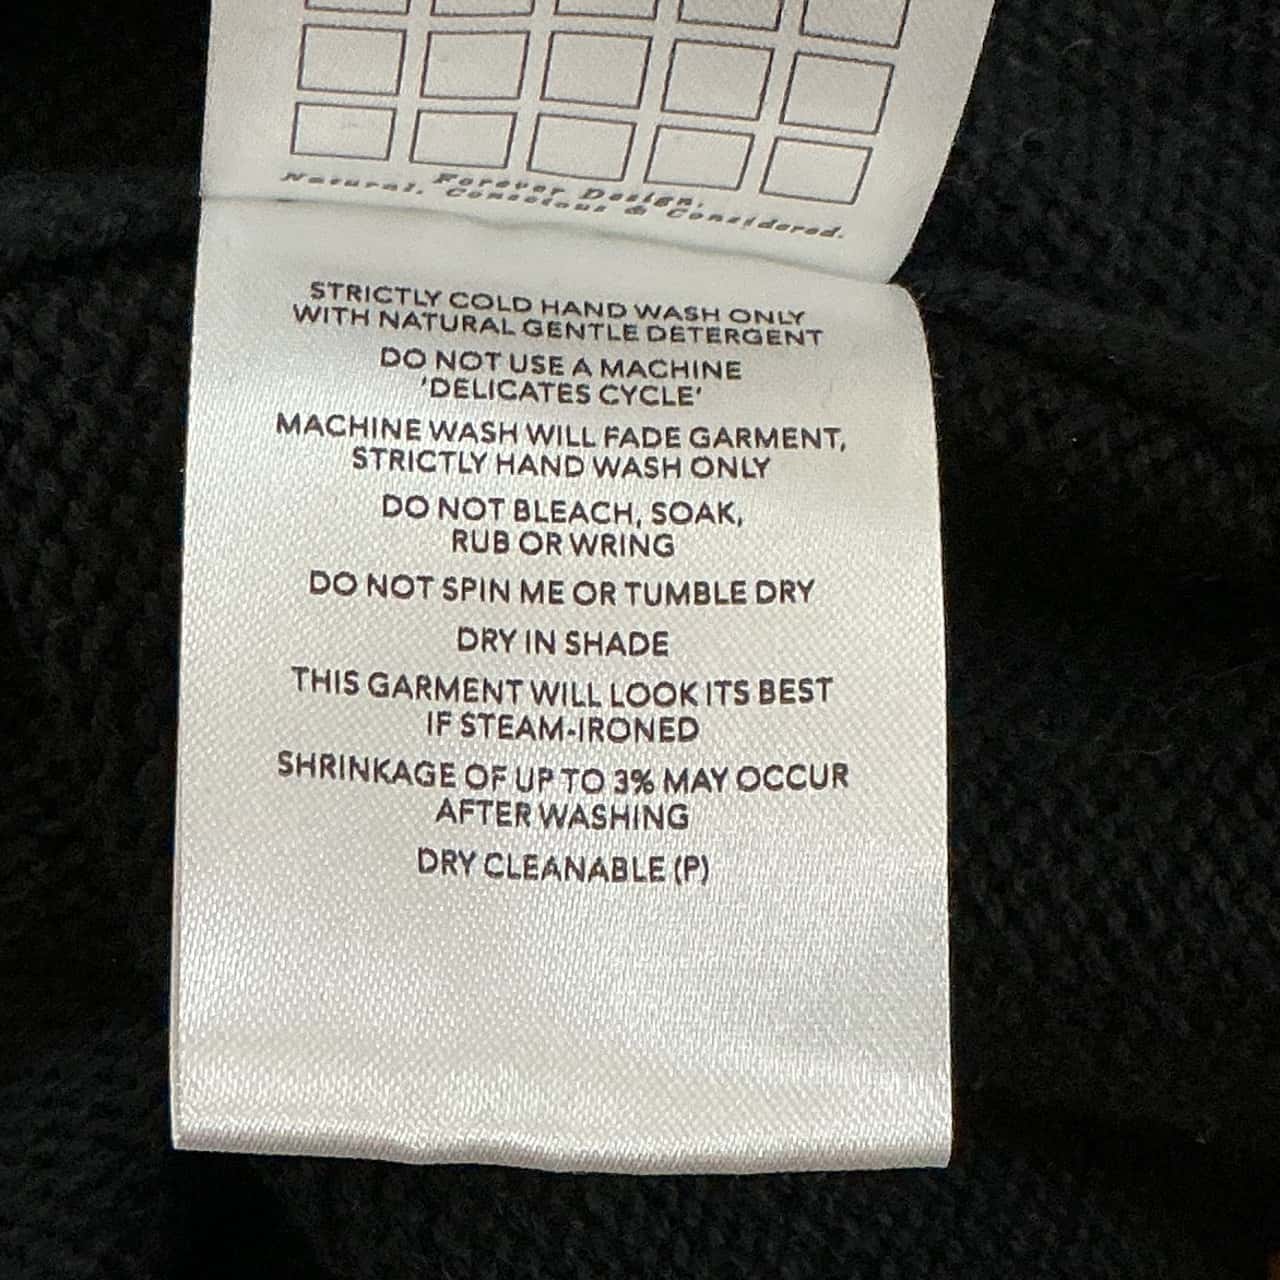 Forever Design.
Natural. Conscious & Considered.
STRICTLY COLD HAND WASH ONLY
WITH NATURAL GENTLE DETERGENT
DO NOT USE A MACHINE
'DELICATES CYCLE'
MACHINE WASH WILL FADE GARMENT,
STRICTLY HAND WASH ONLY
DO NOT BLEACH, SOAK,
RUB OR WRING
DO NOT SPIN ME OR TUMBLE DRY
DRY IN SHADE
THIS GARMENT WILL LOOK ITS BEST
IF STEAM-IRONED
SHRINKAGE OF UP TO 3% MAY OCCUR
AFTER WASHING
DRY CLEANABLE (P)